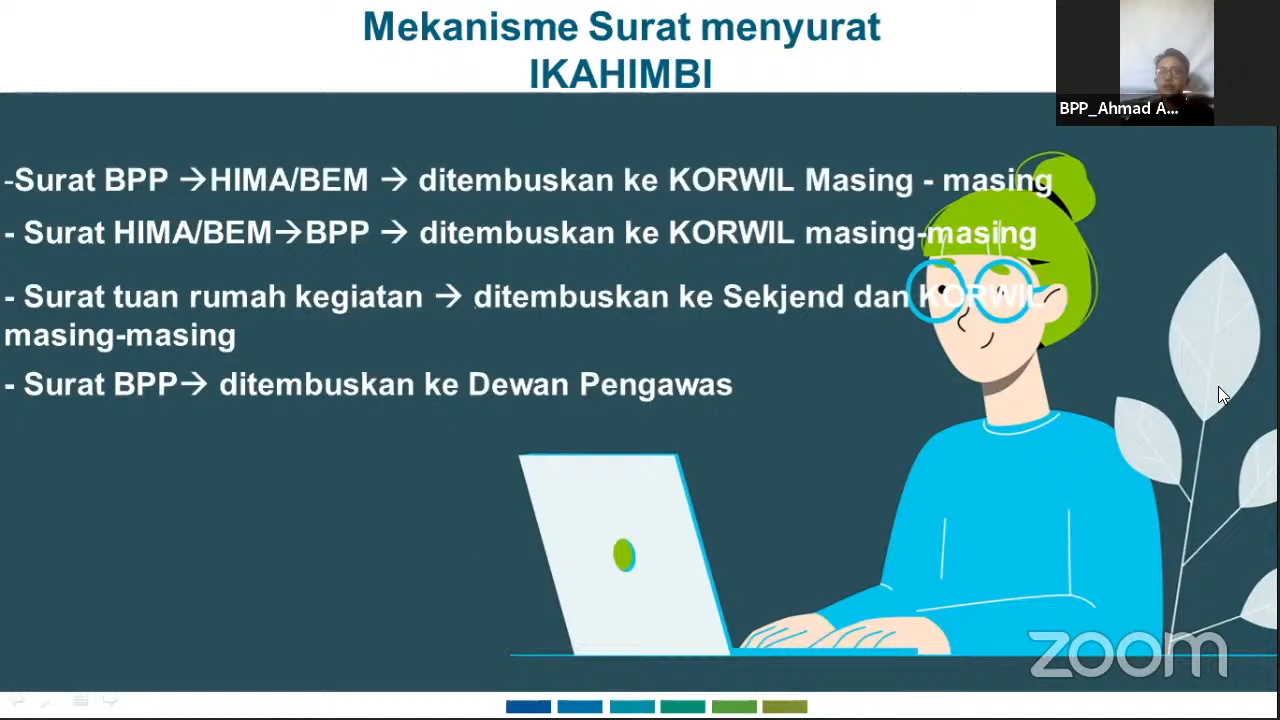 Mekanisme Surat menyurat
IKAHIMBI
BPP_Ahmad A...
-Surat BPP →HIMA/BEM → ditembuskan ke KORWIL Masing - masing
- Surat HIMA/BEM→BPP → ditembuskan ke KORWIL masing-masing
- Surat tuan rumah kegiatan → ditembuskan ke Sekjend dan KORWIL
masing-masing
- Surat BPP→ ditembuskan ke Dewan Pengawas
zoom